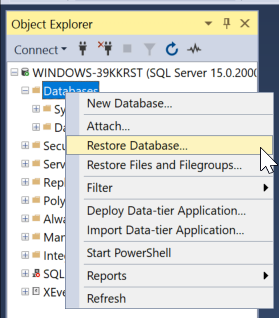 Object Explorer
Connect
WINDOWS-39KKRST (SQL Server 15.0.2000
Databases
New Database...
Sy
Attach...
Da
Restore Database...
Secu
Restore Files and Filegroups...
Serv
Filter
Repl
Deploy Data-tier Application...
Poly
Import Data-tier Application...
Alwa
Start PowerShell
Man
Reports
Inte
Refresh
SQL
XEve